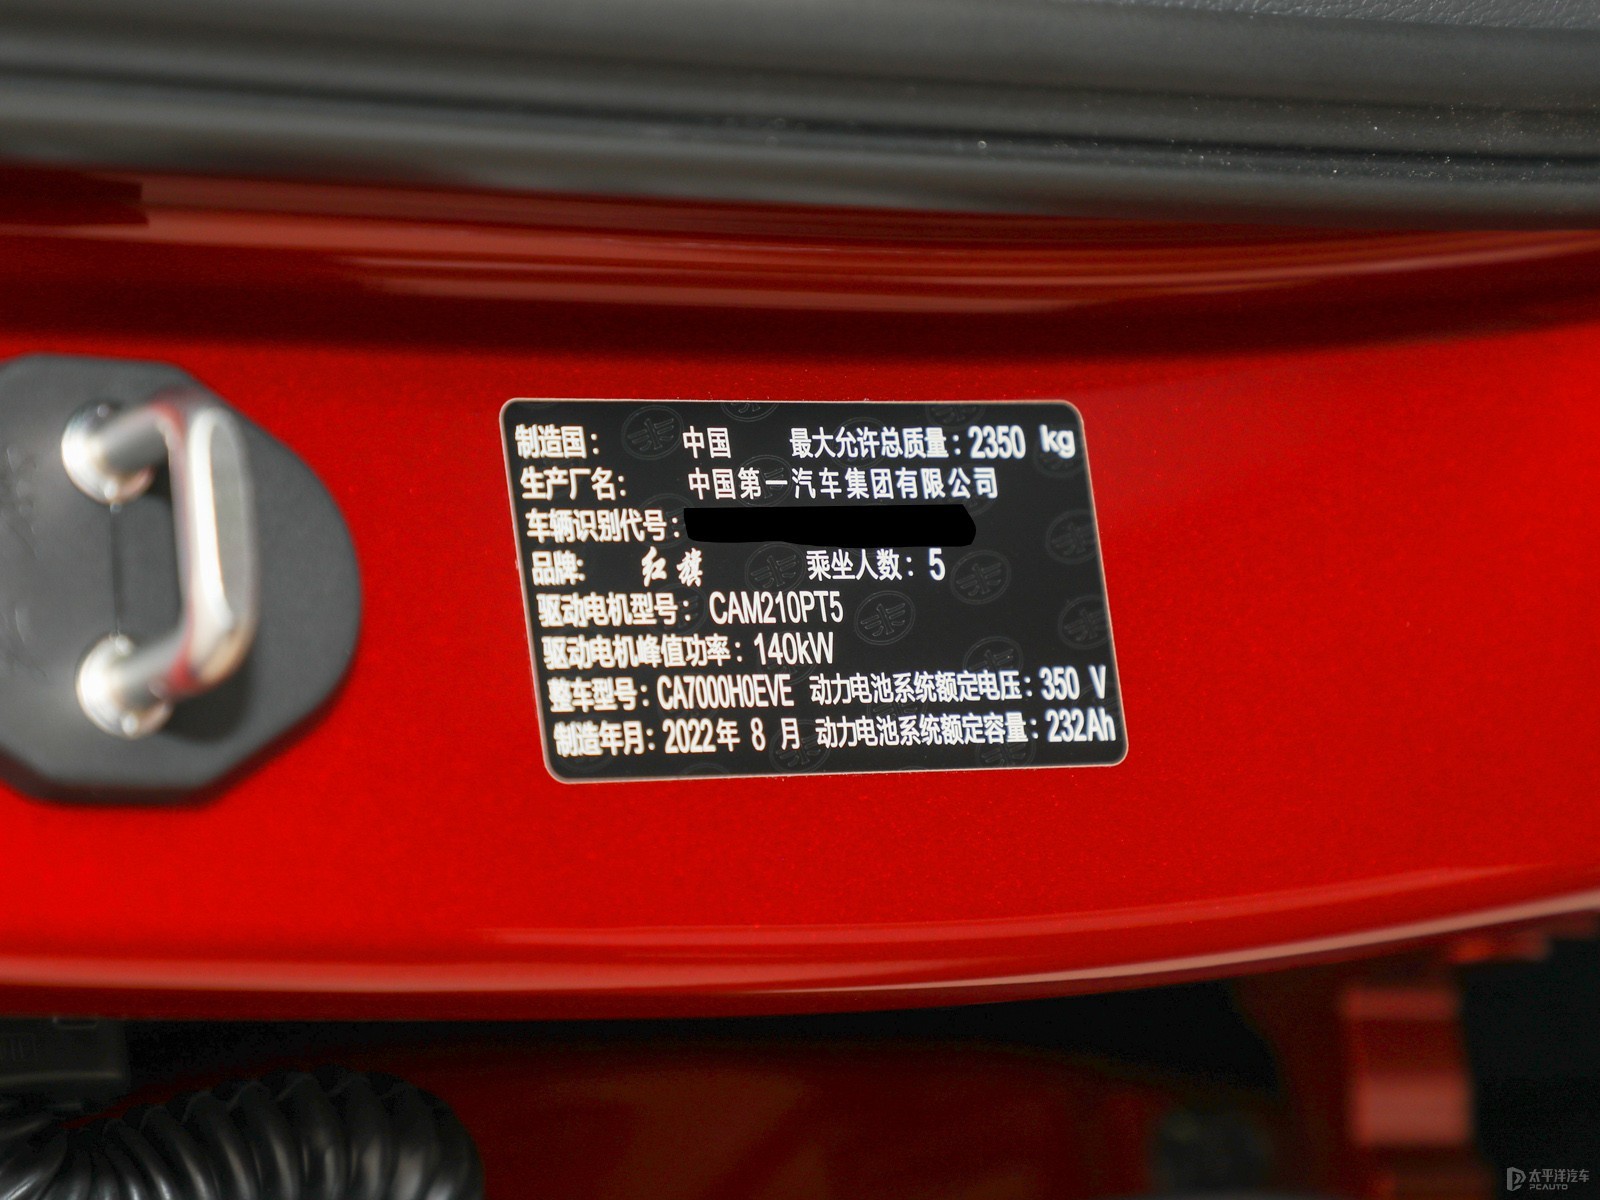 制造国： 中国 最大允许总质量：2350 kg
生产厂名： 中国第一汽车集团有限公司
车辆识别代号：
品牌： 红旗 乘坐人数：5
驱动电机型号：CAM210PT5
驱动电机峰值功率：140kW
整车型号：CA7000H0EVE 动力电池系统额定电压：350 V
制造年月：2022年 8 月 动力电池系统额定容量：232Ah
太平洋汽车
PCAUTO